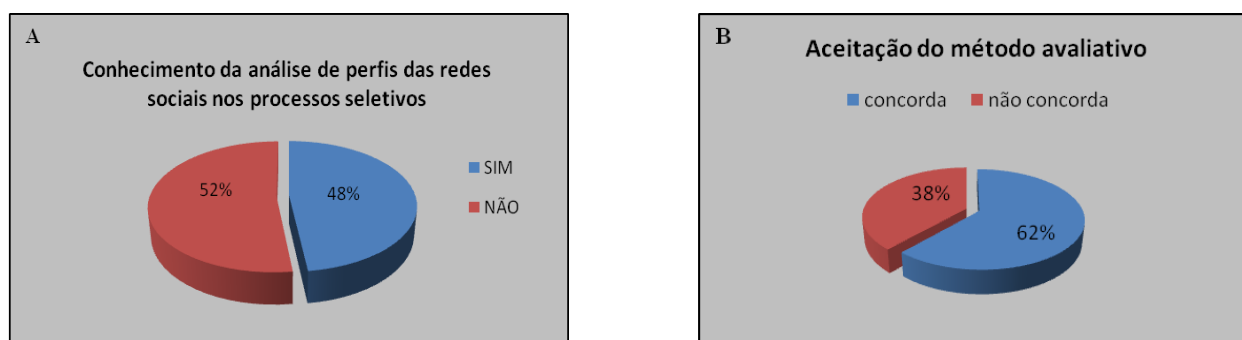 A
Conhecimento da análise de perfis das redes
sociais nos processos seletivos
52%
48%
SIM
NÃO
B
Aceitação do método avaliativo
concorda não concorda
38%
62%